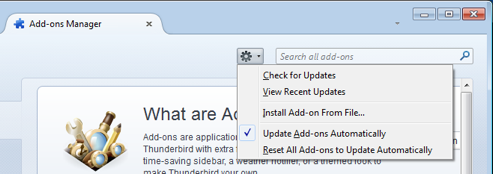 Add-ons Manager
Search all add-ons
Check for Updates
View Recent Updates
Install Add-on From File...
Update Add-ons Automatically
Reset All Add-ons to Update Automatically
What are Ad
Add-ons are application
Thunderbird with extra f
time-saving sidebar, a weather notifier, or a themed look to
make Thunderbird your own.